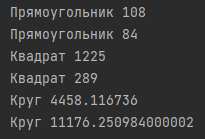 Прямоугольник 108
Прямоугольник 84
Квадрат 1225
Квадрат 289
Круг 4458.116736
Круг 11176.250984000002